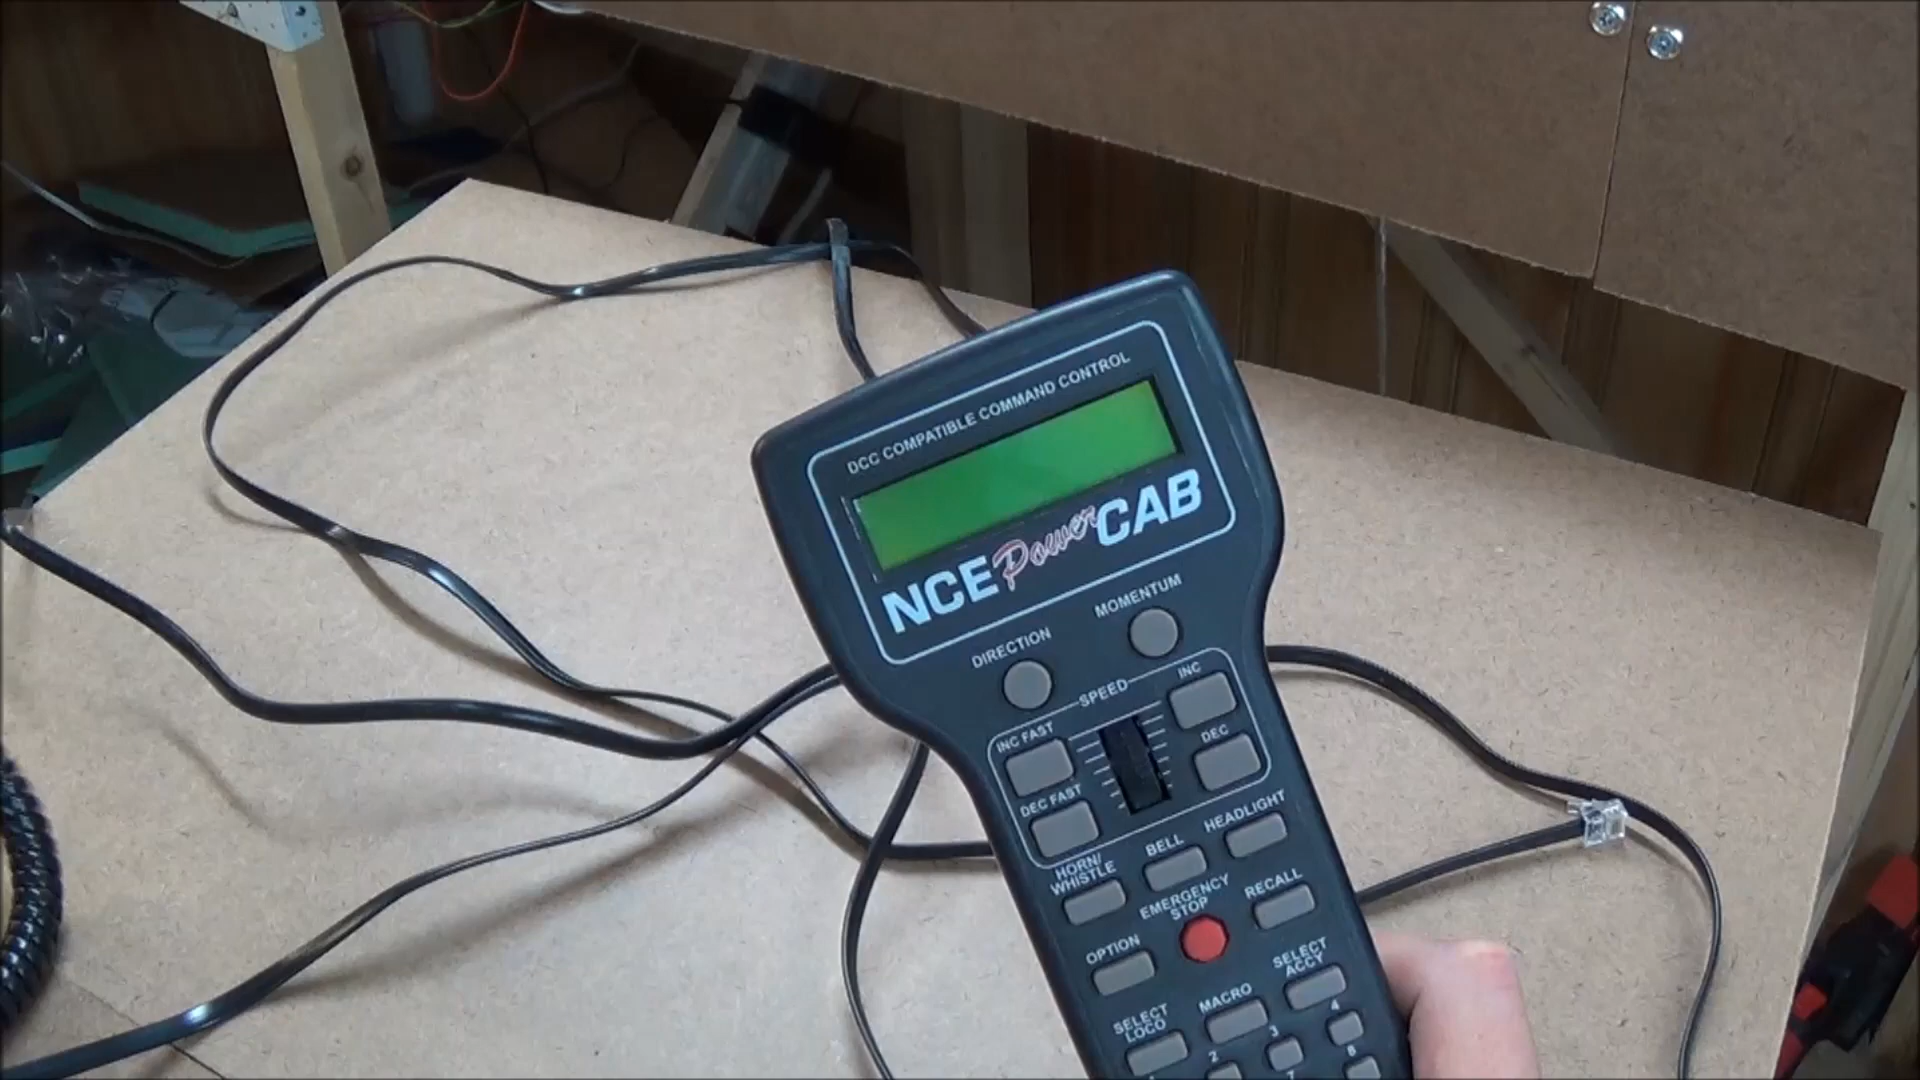 DCC COMPATIBLE COMMAND CONTROL
NCE Power CAB
DIRECTION
MOMENTUM
SPEED
INC
INC FAST
DEC
DEC FAST
HORN/
WHISTLE
BELL
HEADLIGHT
EMERGENCY
STOP
RECALL
OPTION
SELECT
LOCO
MACRO
SELECT
ACCY
2
3
4
7